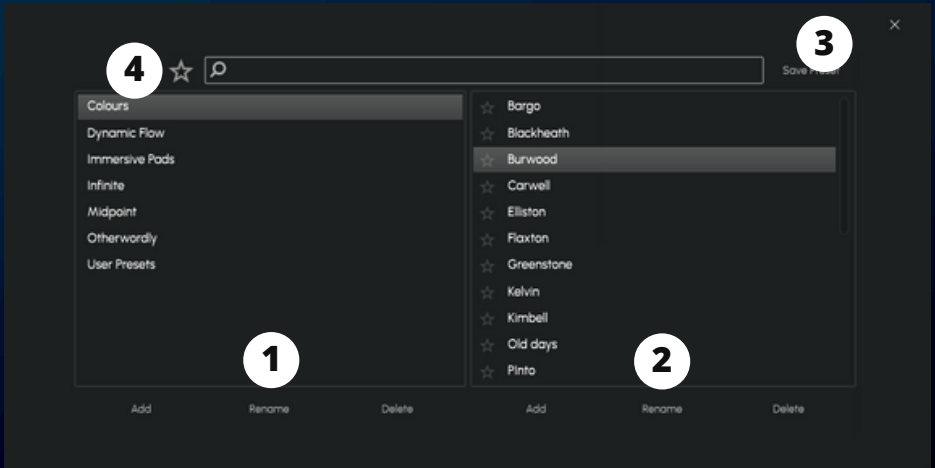 3
4
Save Preset
Colours
Dynamic Flow
Immersive Pads
Infinite
Midpoint
Otherwordly
User Presets
Bargo
Blackheath
Burwood
Carwell
Elliston
Flaxton
Greenstone
Kelvin
Kimbell
Old days
PInto
1
2
Add Rename Delete
Add Rename Delete